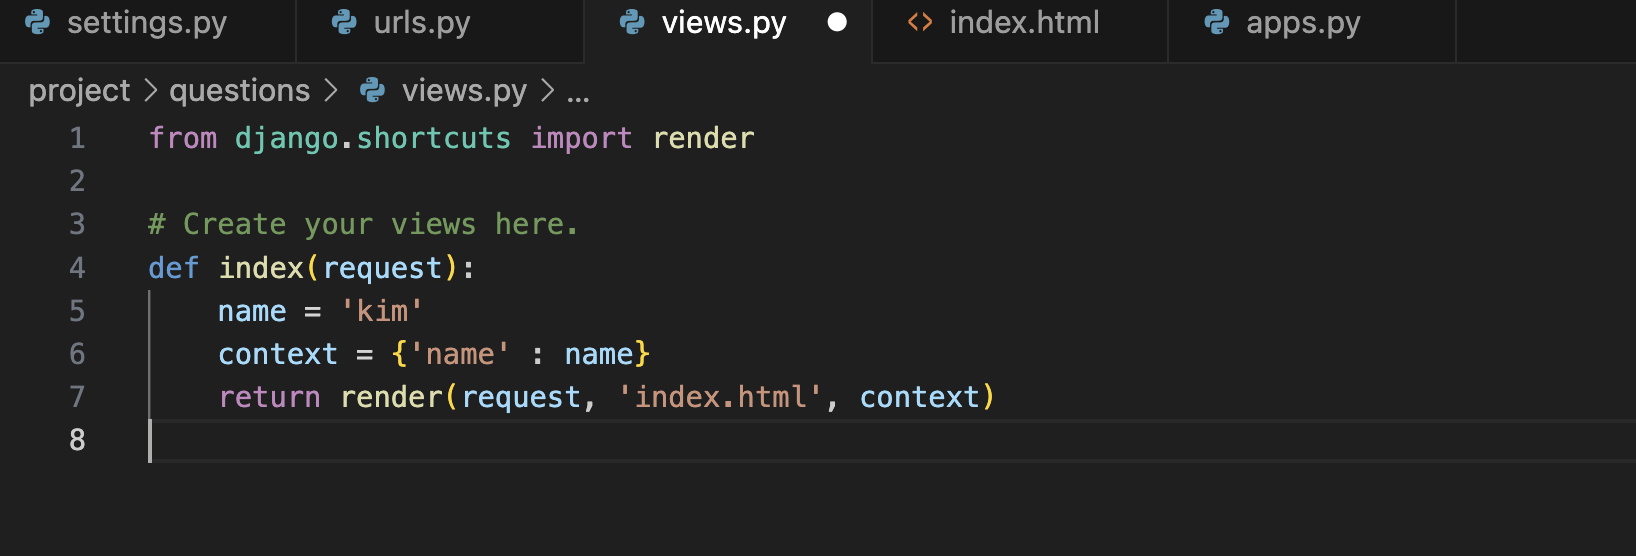 settings.py urls.py views.py index.html apps.py
project > questions > views.py > ...
1 from django.shortcuts import render
2
3 # Create your views here.
4 def index(request):
5     name = 'kim'
6     context = {'name' : name}
7     return render(request, 'index.html', context)
8